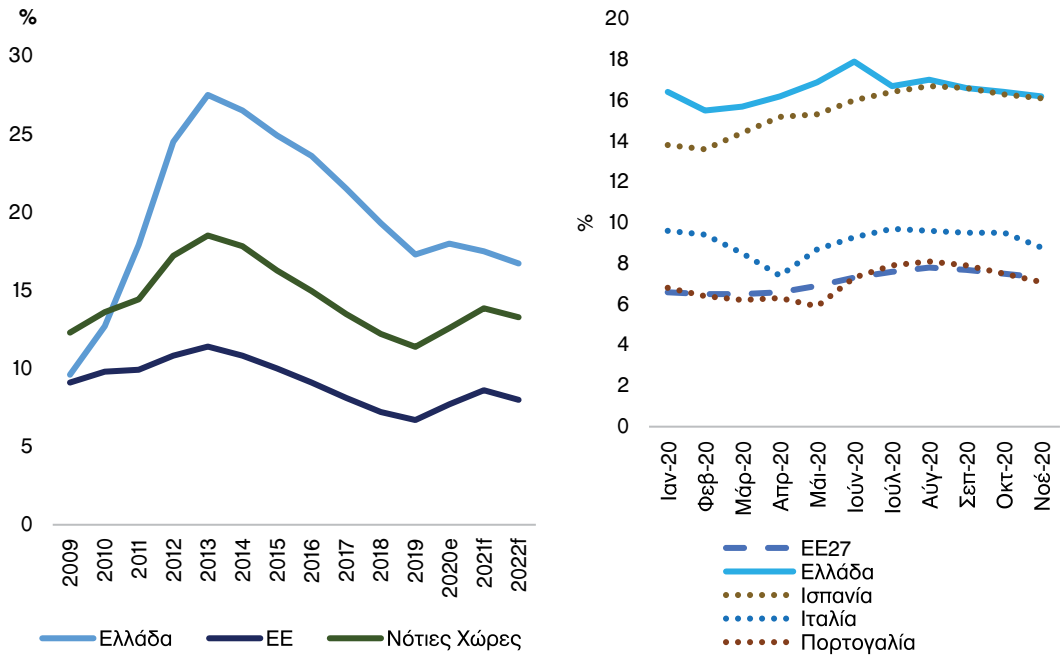 %
30
25
20
15
10
5
0
2009
2010
2011
2012
2013
2014
2015
2016
2017
2018
2019
2020e
2021f
2022f
Ελλάδα
ΕΕ
Νότιες Χώρες
20
18
16
14
12
10
8
6
4
2
0
%
Ιαν-20
Φεβ-20
Μάρ-20
Απρ-20
Μάι-20
Ιούν-20
Ιούλ-20
Αύγ-20
Σεπ-20
Οκτ-20
Νοέ-20
ΕΕ27
Ελλάδα
Ισπανία
Ιταλία
Πορτογαλία